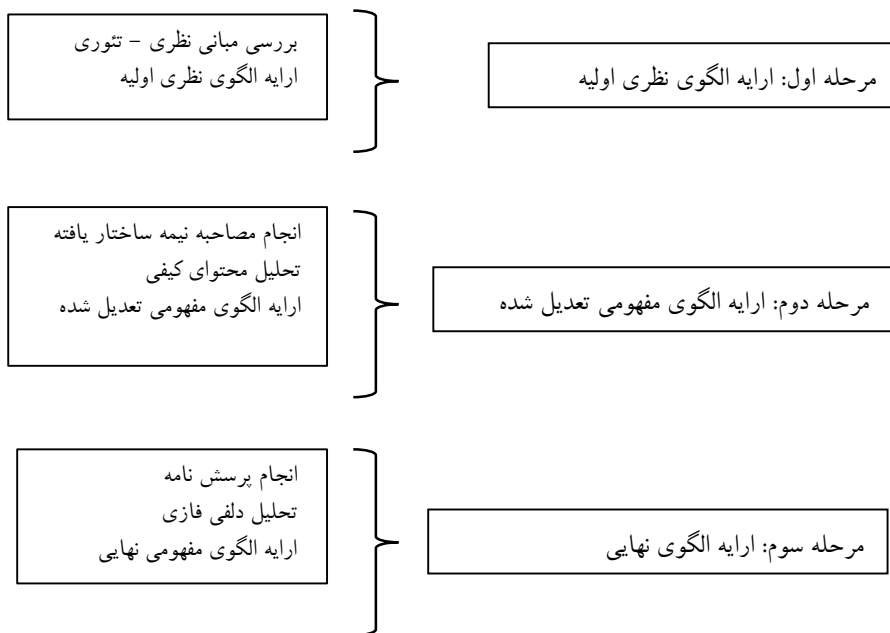 مرحله اول: ارایه الگوی نظری اولیه
بررسی مبانی نظری – تئوری
ارایه الگوی نظری اولیه
مرحله دوم: ارایه الگوی مفهومی تعدیل شده
انجام مصاحبه نیمه ساختار یافته
تحلیل محتوای کیفی
ارایه الگوی مفهومی تعدیل شده
مرحله سوم: ارایه الگوی نهایی
انجام پرسش نامه
تحلیل دلفی فازی
ارایه الگوی مفهومی نهایی